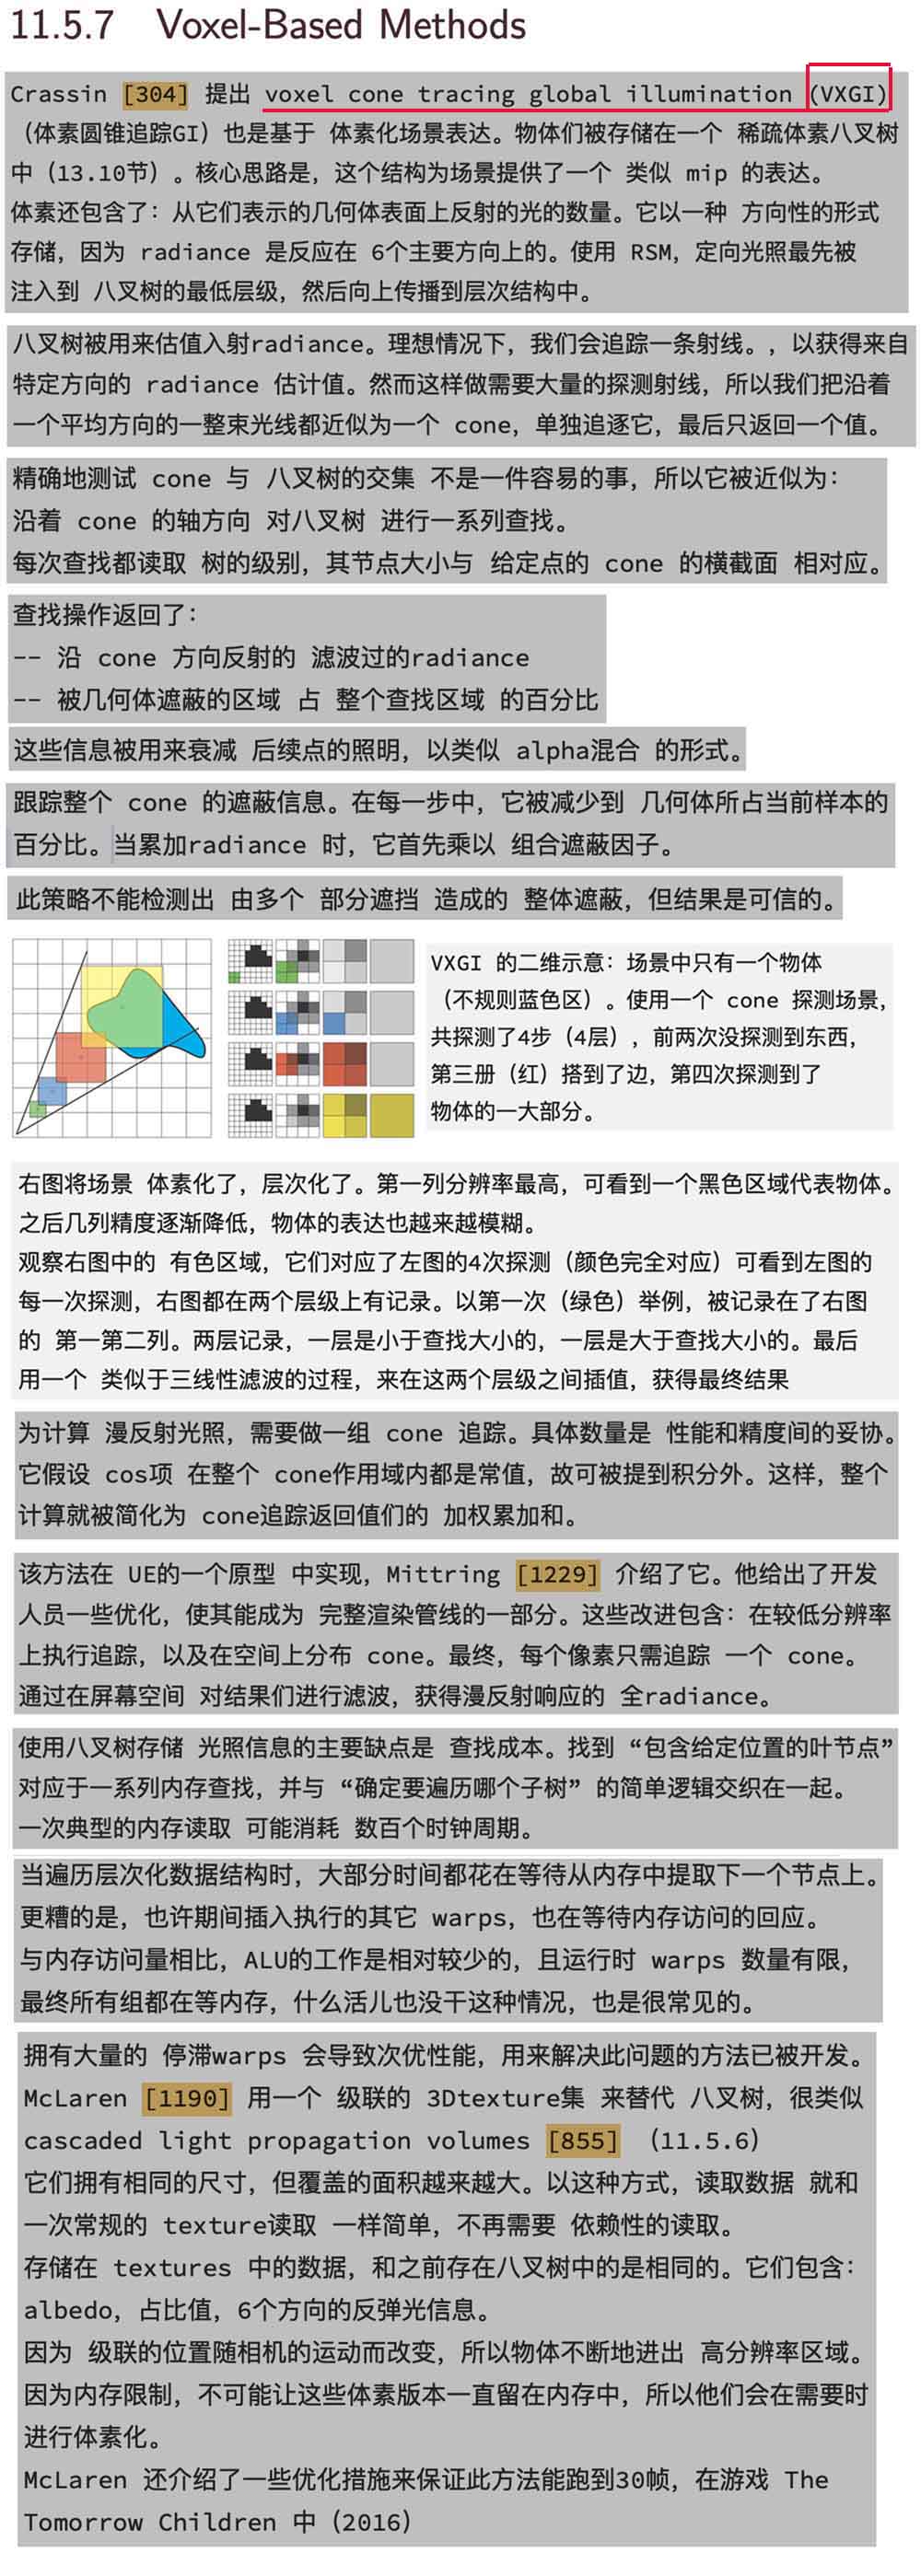 11.5.7 Voxel-Based Methods
Crassin [304] 提出 voxel cone tracing global illumination (VXGI)
（体素圆锥追踪GI）也是基于 体素化场景表达。物体们被存储在一个 稀疏体素八叉树
中（13.10节）。核心思路是，这个结构为场景提供了一个 类似 mip 的表达。
体素还包含了：从它们表示的几何体表面上反射的光的数量。它以一种 方向性的形式
存储，因为 radiance 是反应在 6个主要方向上的。使用 RSM，定向光照最先被
注入到 八叉树的最低层级，然后向上传播到层次结构中。
八叉树被用来估值入射radiance。理想情况下，我们会追踪一条射线。，以获得来自
特定方向的 radiance 估计值。然而这样做需要大量的探测射线，所以我们把沿着
一个平均方向的一整束光线都近似为一个 cone，单独追逐它，最后只返回一个值。
精确地测试 cone 与 八叉树的交集 不是一件容易的事，所以它被近似为：
沿着 cone 的轴方向 对八叉树 进行一系列查找。
每次查找都读取 树的级别，其节点大小与 给定点的 cone 的横截面 相对应。
查找操作返回了：
-- 沿 cone 方向反射的 滤波过的radiance
-- 被几何体遮蔽的区域 占 整个查找区域 的百分比
这些信息被用来衰减 后续点的照明，以类似 alpha混合 的形式。
跟踪整个 cone 的遮蔽信息。在每一步中，它被减少到 几何体所占当前样本的
百分比。当累加radiance 时，它首先乘以 组合遮蔽因子。
此策略不能检测出 由多个 部分遮挡 造成的 整体遮蔽，但结果是可信的。
VXGI 的二维示意：场景中只有一个物体
（不规则蓝色区）。使用一个 cone 探测场景，
共探测了4步（4层），前两次没探测到东西，
第三册（红）搭到了边，第四次探测到了
物体的一大部分。
右图将场景 体素化了，层次化了。第一列分辨率最高，可看到一个黑色区域代表物体。
之后几列精度逐渐降低，物体的表达也越来越模糊。
观察右图中的 有色区域，它们对应了左图的4次探测（颜色完全对应）可看到左图的
每一次探测，右图都在两个层级上有记录。以第一次（绿色）举例，被记录在了右图
的 第一第二列。两层记录，一层是小于查找大小的，一层是大于查找大小的。最后
用一个 类似于三线性滤波的过程，来在这两个层级之间插值，获得最终结果
为计算 漫反射光照，需要做一组 cone 追踪。具体数量是 性能和精度间的妥协。
它假设 cos项 在整个 cone作用域内都是常值，故可被提到积分外。这样，整个
计算就被简化为 cone追踪返回值们的 加权累加和。
该方法在 UE的一个原型 中实现，Mittring [1229] 介绍了它。他给出了开发
人员一些优化，使其能成为 完整渲染管线的一部分。这些改进包含：在较低分辨率
上执行追踪，以及在空间上分布 cone。最终，每个像素只需追踪 一个 cone。
通过在屏幕空间 对结果们进行滤波，获得漫反射响应的 全radiance。
使用八叉树存储 光照信息的主要缺点是 查找成本。找到 “包含给定位置的叶节点”
对应于一系列内存查找，并与 “确定要遍历哪个子树” 的简单逻辑交织在一起。
一次典型的内存读取 可能消耗 数百个时钟周期。
当遍历层次化数据结构时，大部分时间都花在等待从内存中提取下一个节点上。
更糟的是，也许期间插入执行的其它 warps，也在等待内存访问的回应。
与内存访问量相比，ALU的工作是相对较少的，且运行时 warps 数量有限，
最终所有组都在等内存，什么活儿也没干这种情况，也是很常见的。
拥有大量的 停滞warps 会导致次优性能，用来解决此问题的方法已被开发。
McLaren [1190] 用一个 级联的 3Dtexture集 来替代 八叉树，很类似
cascaded light propagation volumes [855] （11.5.6）
它们拥有相同的尺寸，但覆盖的面积越来越大。以这种方式，读取数据 就和
一次常规的 texture读取 一样简单，不再需要 依赖性的读取。
存储在 textures 中的数据，和之前存在八叉树中的是相同的。它们包含：
albedo，占比值，6个方向的反弹光信息。
因为 级联的位置随相机的运动而改变，所以物体不断地进出 高分辨率区域。
因为内存限制，不可能让这些体素版本一直留在内存中，所以他们会在需要时
进行体素化。
McLaren 还介绍了一些优化措施来保证此方法能跑到30帧，在游戏 The
Tomorrow Children 中（2016）